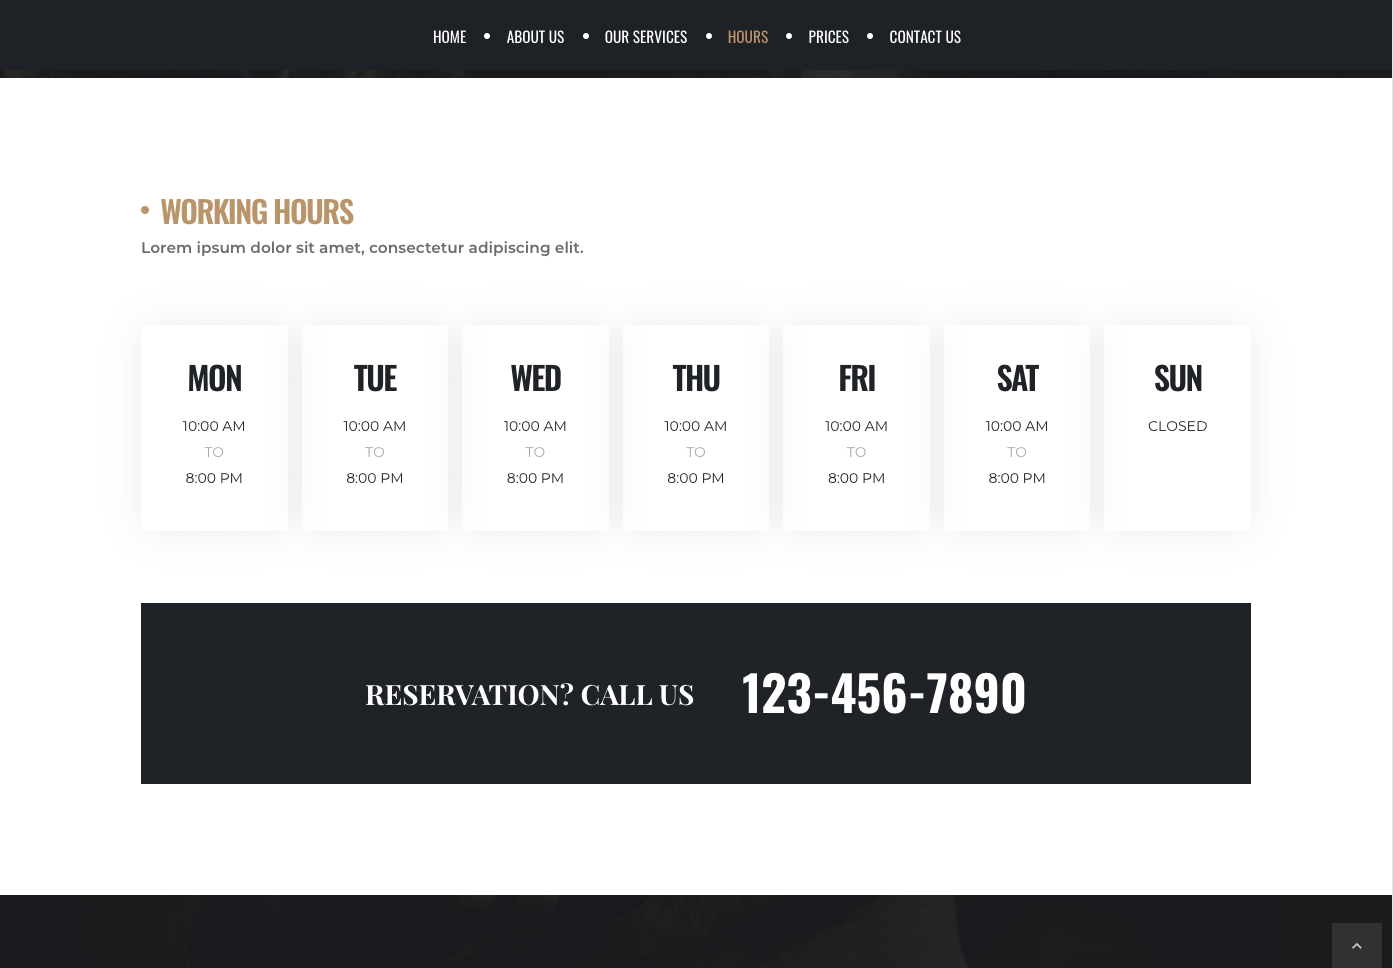 HOME • ABOUT US • OUR SERVICES • HOURS • PRICES • CONTACT US
• WORKING HOURS
Lorem ipsum dolor sit amet, consectetur adipiscing elit.
MON
10:00 AM
TO
8:00 PM
TUE
10:00 AM
TO
8:00 PM
WED
10:00 AM
TO
8:00 PM
THU
10:00 AM
TO
8:00 PM
FRI
10:00 AM
TO
8:00 PM
SAT
10:00 AM
TO
8:00 PM
SUN
CLOSED
RESERVATION? CALL US 123-456-7890